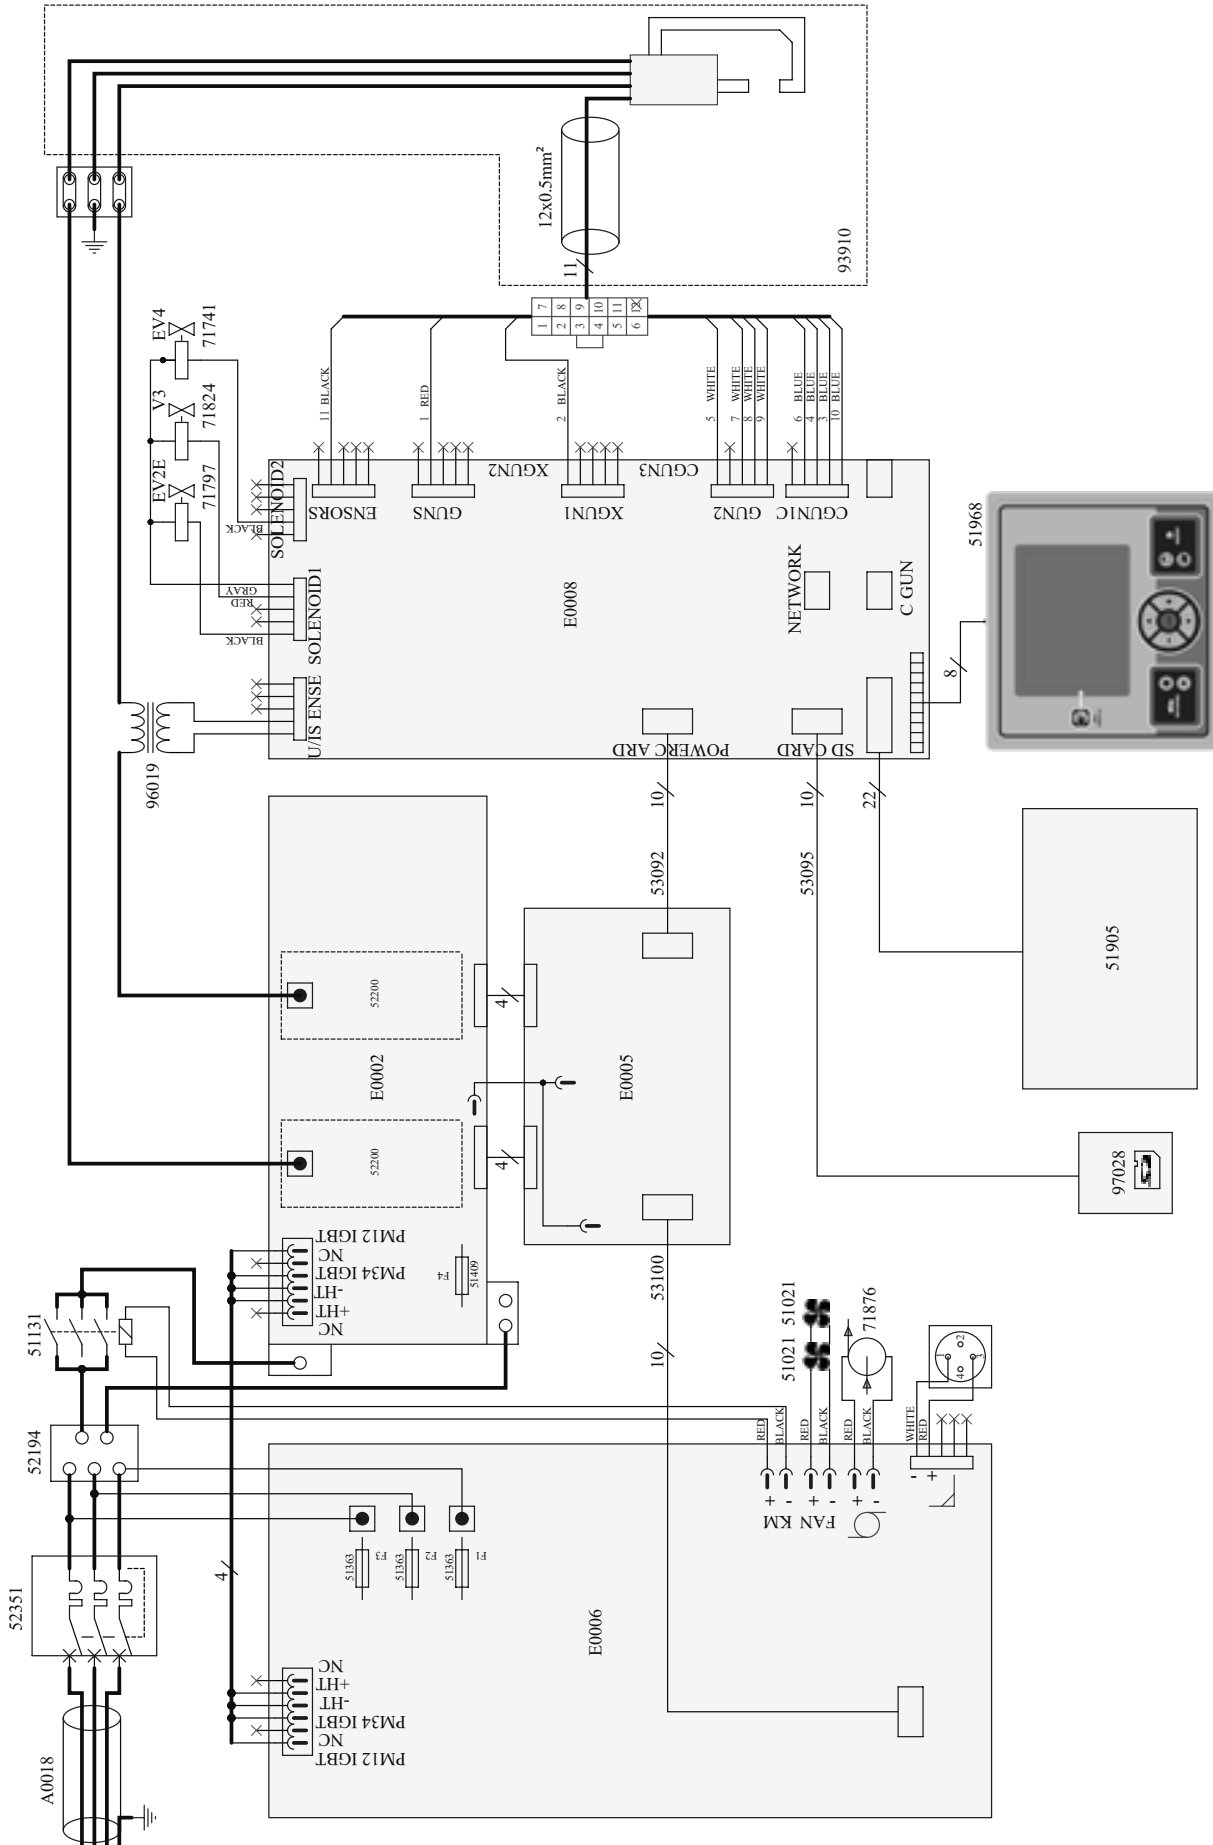 12x0.5mm²
11
93910
1
2
3
4
5
6
7
8
9
10
11
12
EV4
71741
V3
71824
EV2E
71797
11 BLACK
1 RED
2 BLACK
5 WHITE
7 WHITE
8 WHITE
9 WHITE
6 BLUE
4 BLUE
3 BLUE
10 BLUE
BLACK
SOLENOID2
ENSORS
GUNS
XGUN2
XGUN1
CGUN3
GUN2
CGUN1C
GRAY
RED
BLACK
SOLENOID1
U/IS ENSE
E0008
NETWORK
C GUN
POWERC ARD
SD CARD
8
51968
96019
10
53092
10
53095
22
51905
97028
52200
E0002
52200
4
4
E0005
PM12 IGBT
NC
PM34 IGBT
-HT
+HT
NC
F4
51409
53100
10
51131
52194
52351
A0018
4
51363
F3
51363
F2
51363
F1
51021
51021
71876
RED
BLACK
RED
BLACK
RED
BLACK
WHITE
RED
1
2
3
4
+
-
KM
+
-
FAN
+
-
-
+
E0006
NC
+HT
-HT
PM34 IGBT
NC
PM12 IGBT